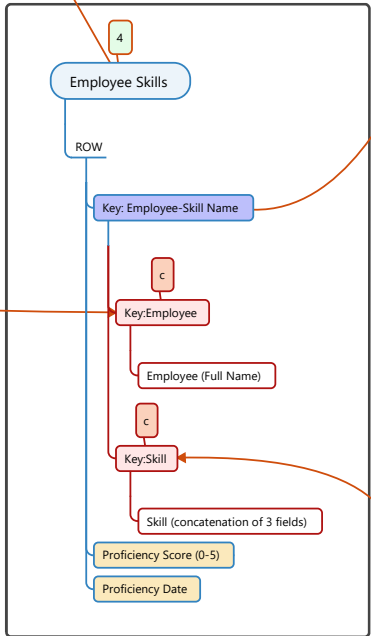 4
Employee Skills
ROW
Key: Employee-Skill Name
c
Key:Employee
Employee (Full Name)
c
Key:Skill
Skill (concatenation of 3 fields)
Proficiency Score (0-5)
Proficiency Date